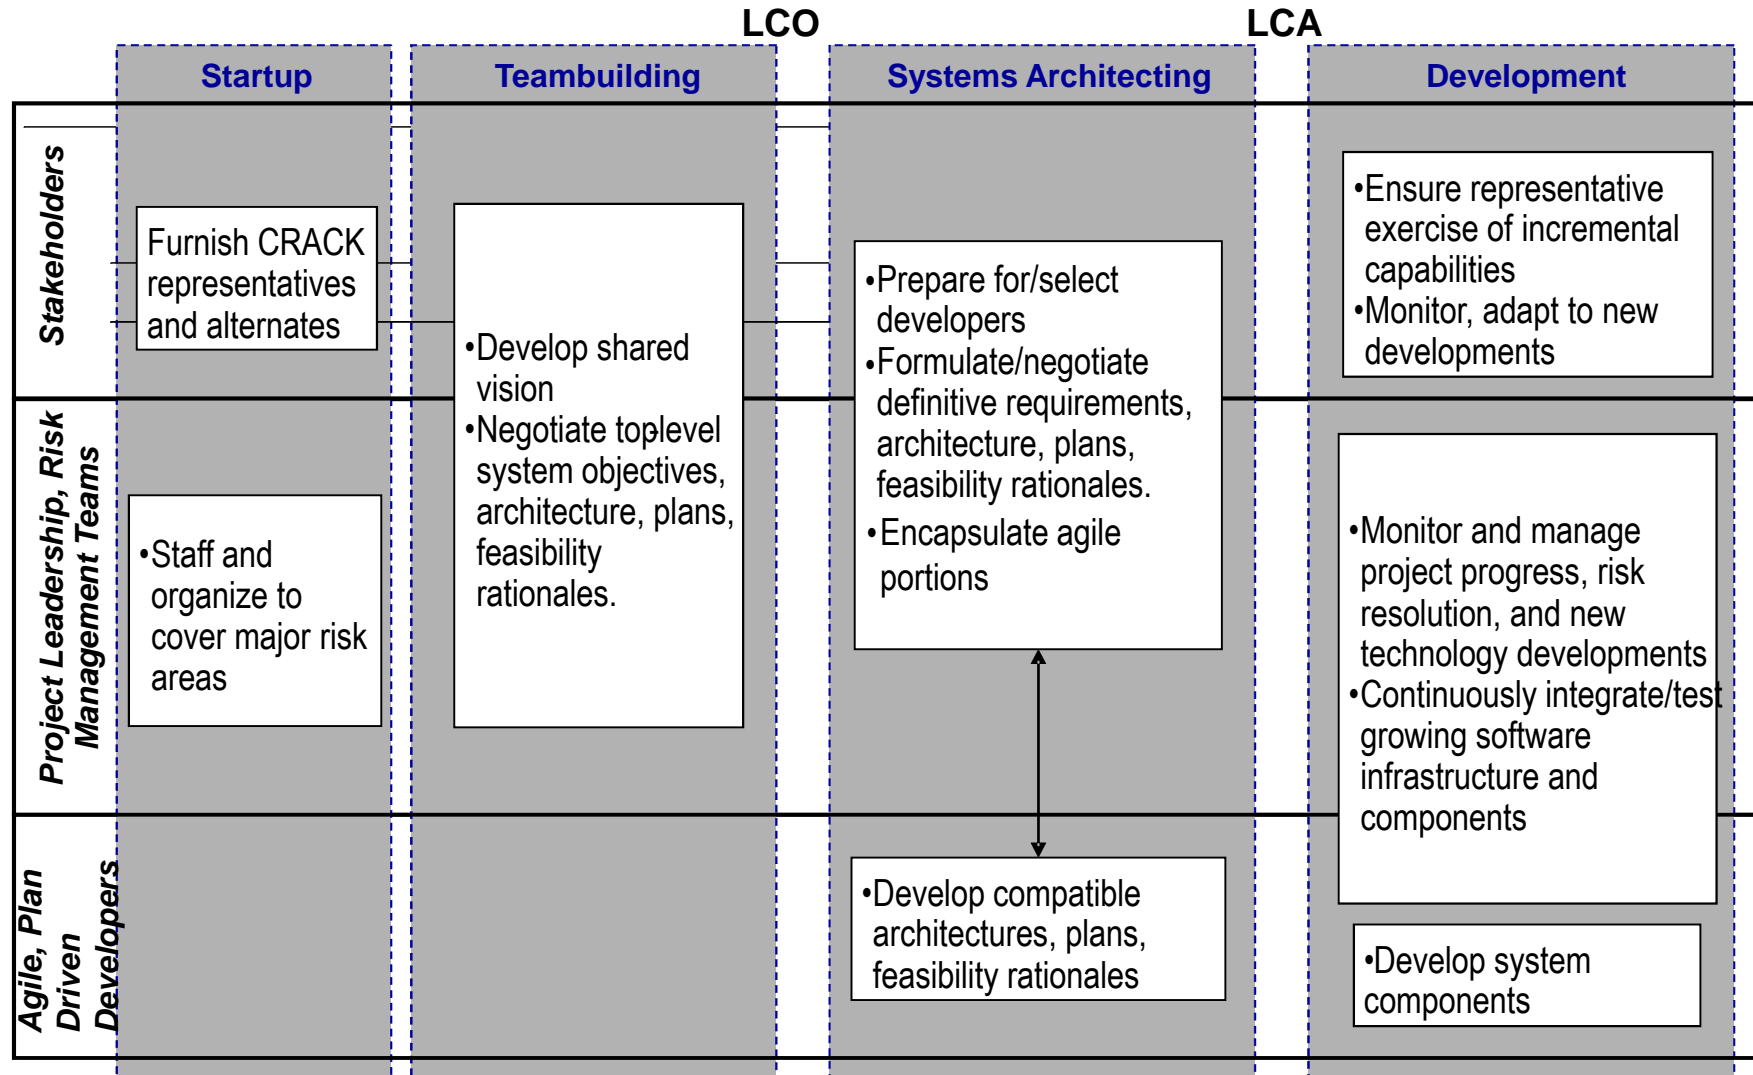 LCO
LCA
Startup
Teambuilding
Systems Architecting
Development
Stakeholders
Furnish CRACK
representatives
and alternates
•Develop shared
vision
•Negotiate top-level
system objectives,
architecture, plans,
feasibility
rationales.
•Prepare for/select
developers
•Formulate/negotiate
definitive requirements,
architecture, plans,
feasibility rationales.
•Encapsulate agile
portions
•Ensure representative
exercise of incremental
capabilities
•Monitor, adapt to new
developments
Project Leadership, Risk
Management Teams
•Staff and
organize to
cover major risk
areas
•Monitor and manage
project progress, risk
resolution, and new
technology developments
•Continuously integrate/test
growing software
infrastructure and
components
Agile, Plan
Driven
Developers
•Develop compatible
architectures, plans,
feasibility rationales
•Develop system
components